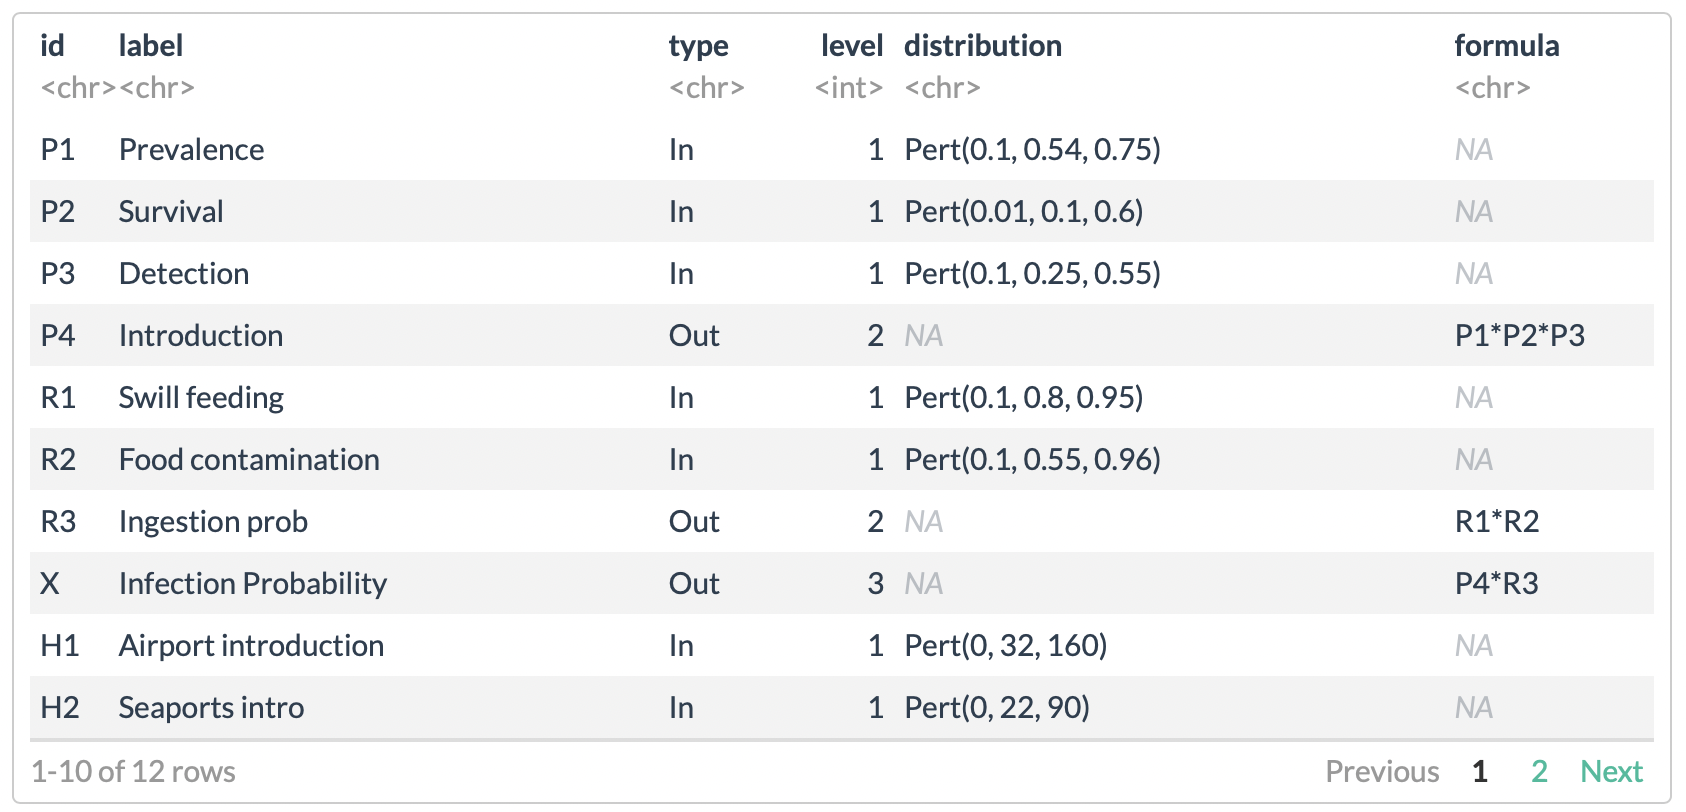 id label type level distribution formula
<chr> <chr> <chr> <int> <chr> <chr>
P1 Prevalence In 1 Pert(0.1, 0.54, 0.75) NA
P2 Survival In 1 Pert(0.01, 0.1, 0.6) NA
P3 Detection In 1 Pert(0.1, 0.25, 0.55) NA
P4 Introduction Out 2 NA P1*P2*P3
R1 Swill feeding In 1 Pert(0.1, 0.8, 0.95) NA
R2 Food contamination In 1 Pert(0.1, 0.55, 0.96) NA
R3 Ingestion prob Out 2 NA R1*R2
X Infection Probability Out 3 NA P4*R3
H1 Airport introduction In 1 Pert(0, 32, 160) NA
H2 Seaports intro In 1 Pert(0, 22, 90) NA
1-10 of 12 rows Previous 1 2 Next